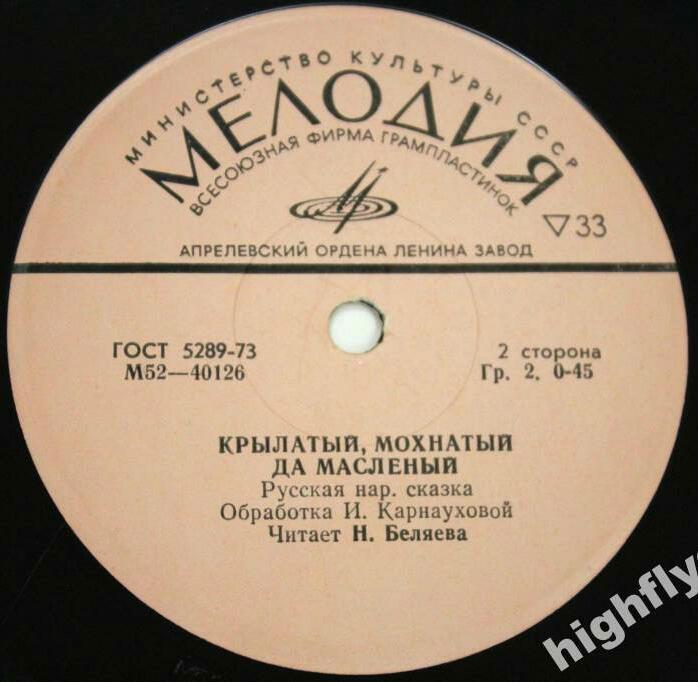 МИНИСТЕРСТВО КУЛЬТУРЫ СССР
МЕЛОДИЯ
ВСЕСОЮЗНАЯ ФИРМА ГРАМПЛАСТИНОК
▽33
АПРЕЛЕВСКИЙ ОРДЕНА ЛЕНИНА ЗАВОД
ГОСТ 5289-73
2 сторона
М52—40126
Гр. 2, 0-45
КРЫЛАТЫЙ, МОХНАТЫЙ
ДА МАСЛЕНЫЙ
Русская нар. сказка
Обработка И. Карнауховой
Читает Н. Беляева
highfly